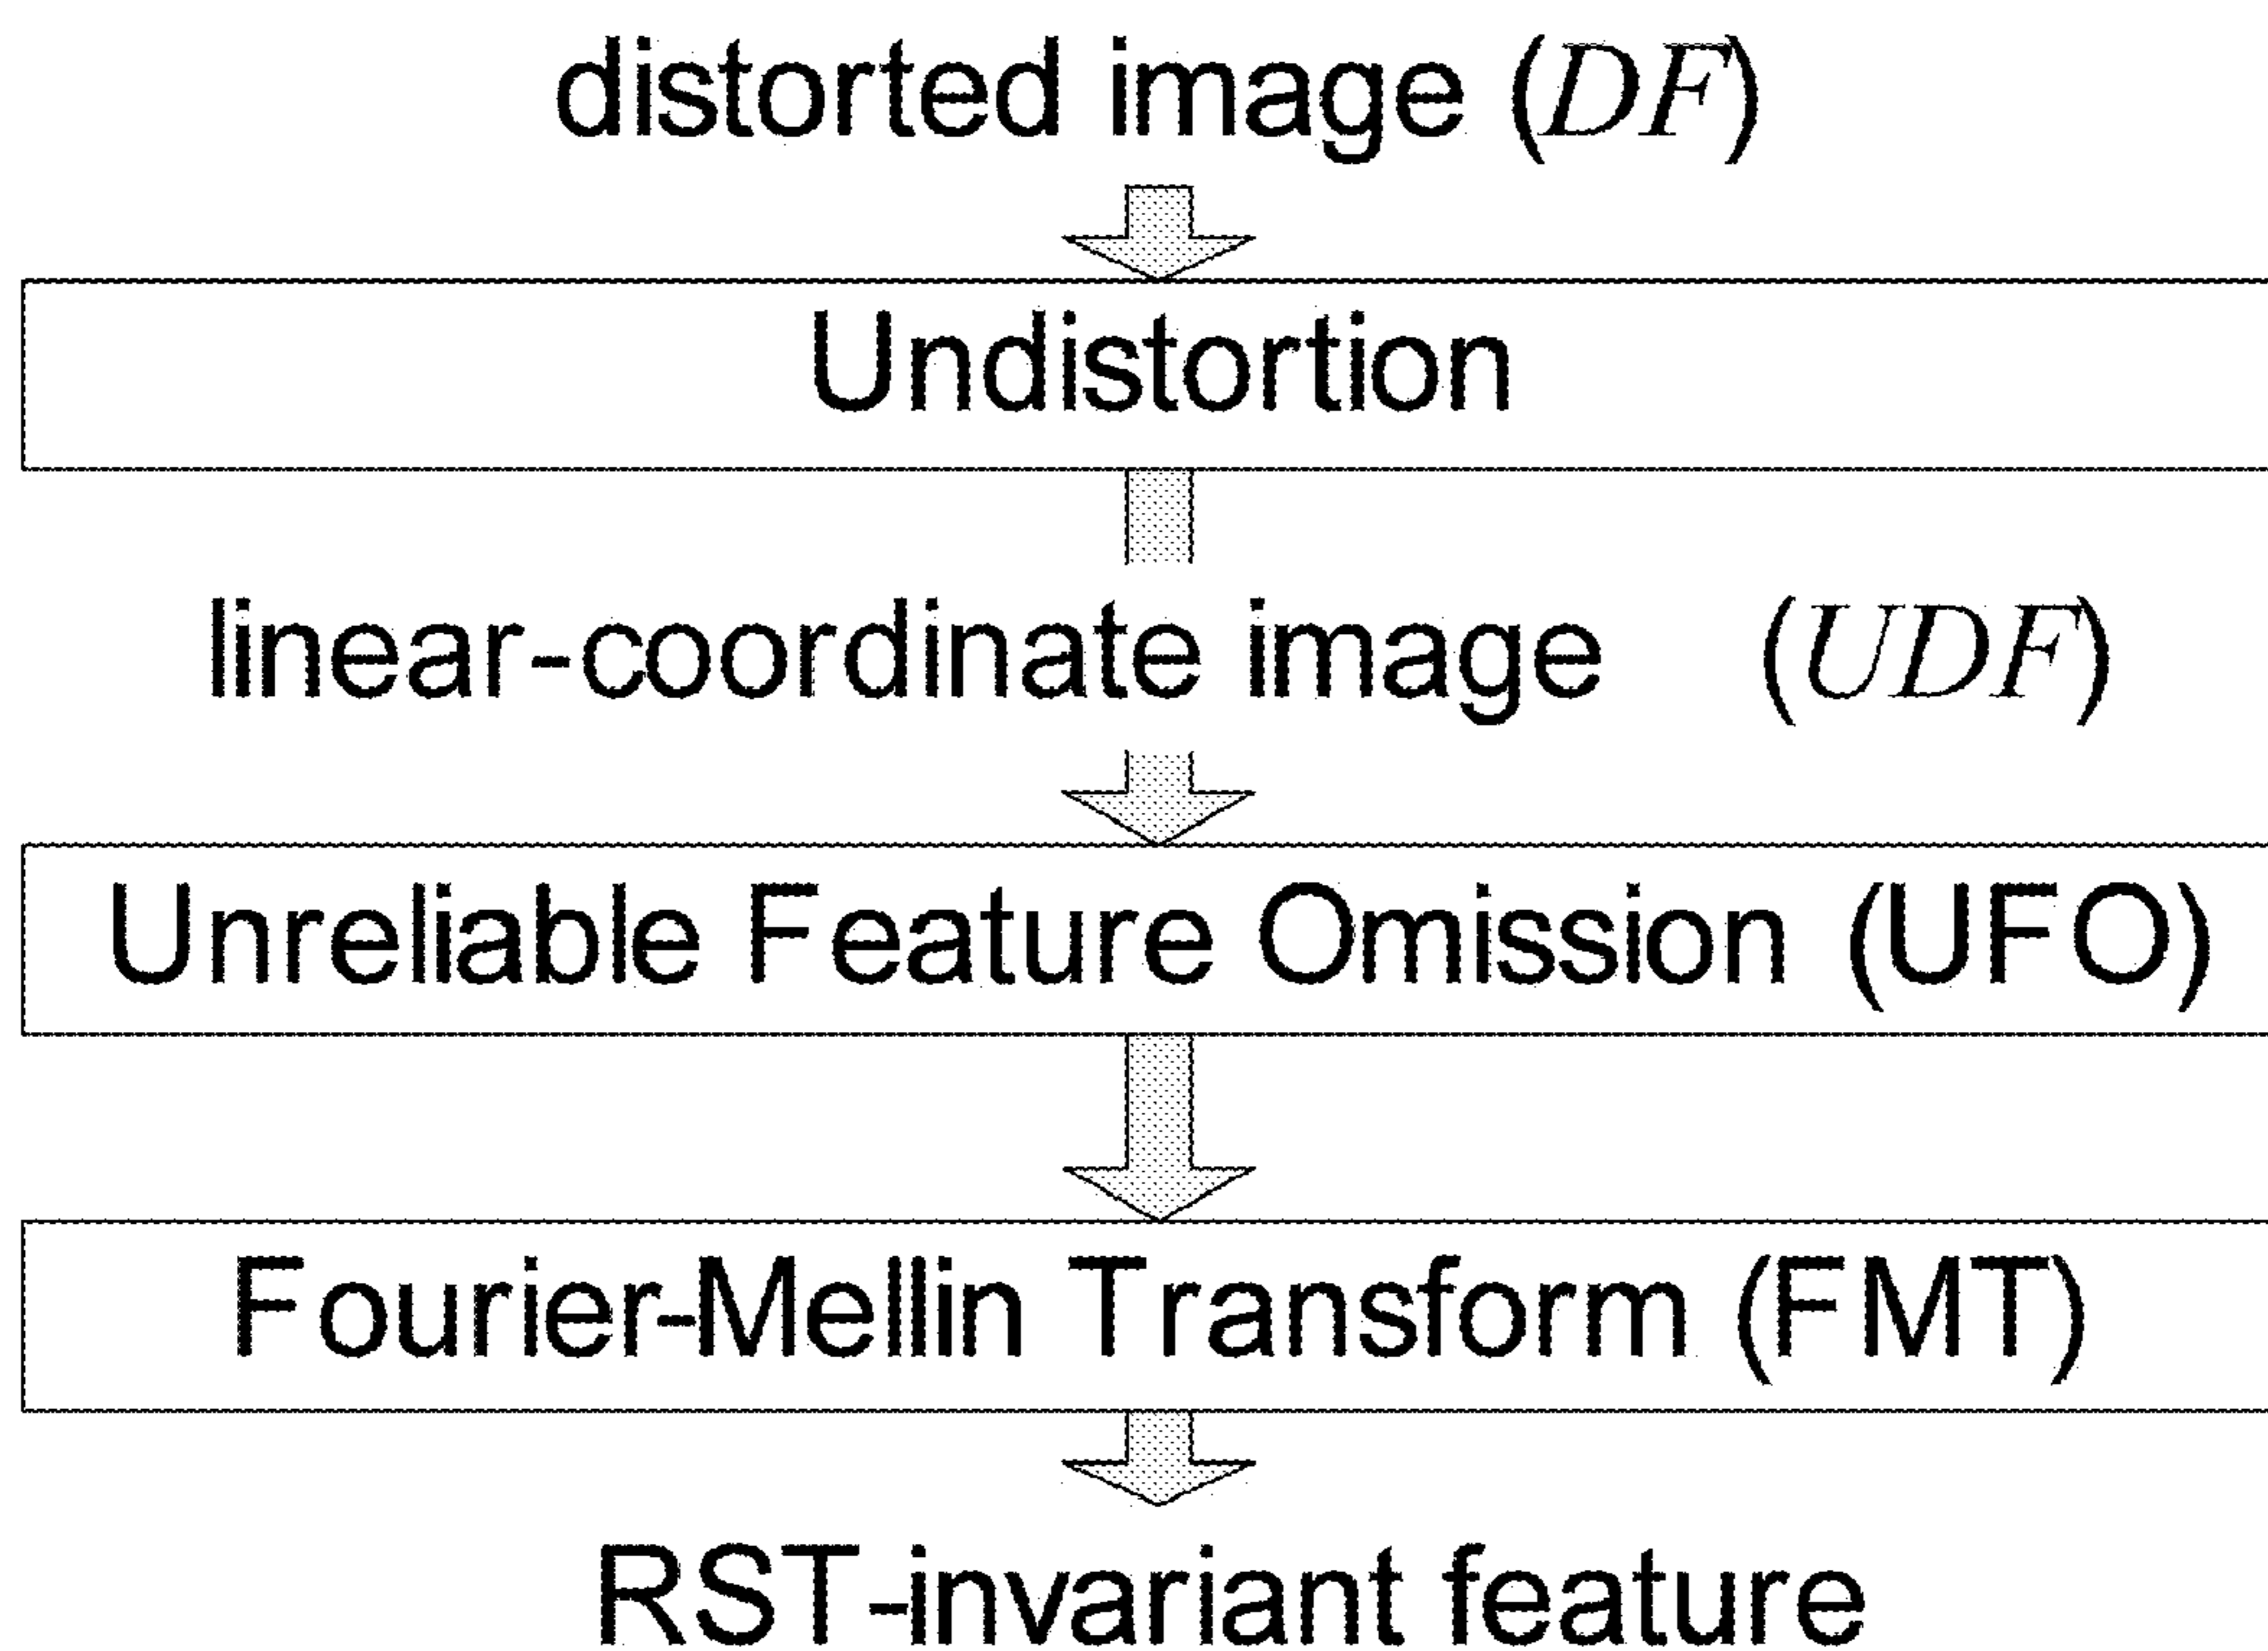 distorted image (DF)
Undistortion
linear-coordinate image (UDF)
Unreliable Feature Omission (UFO)
Fourier-Mellin Transform (FMT)
RST-invariant feature